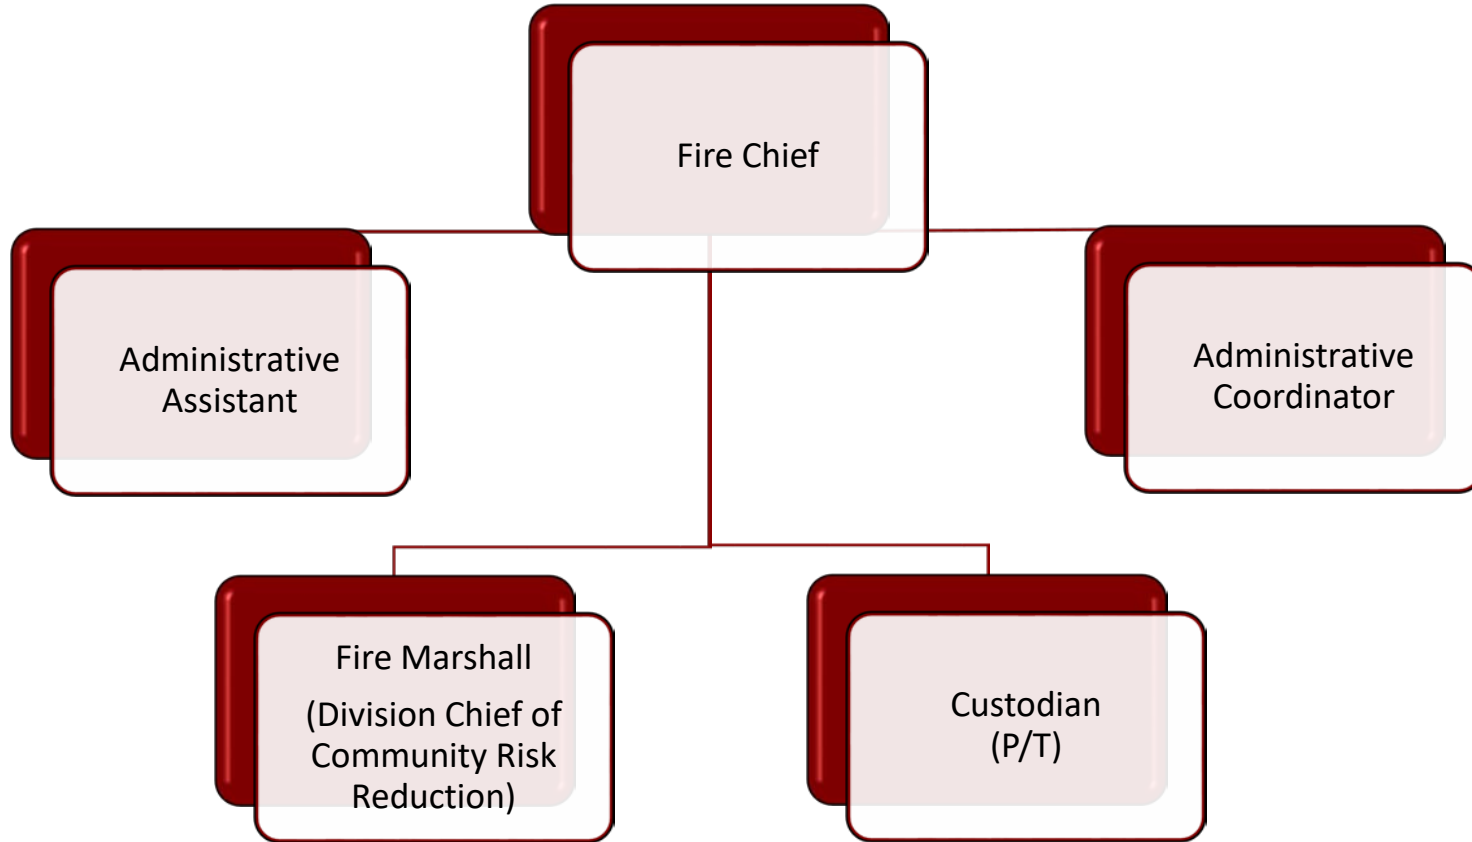 Fire Chief
Administrative
Assistant
Administrative
Coordinator
Fire Marshall
(Division Chief of
Community Risk
Reduction)
Custodian
(P/T)